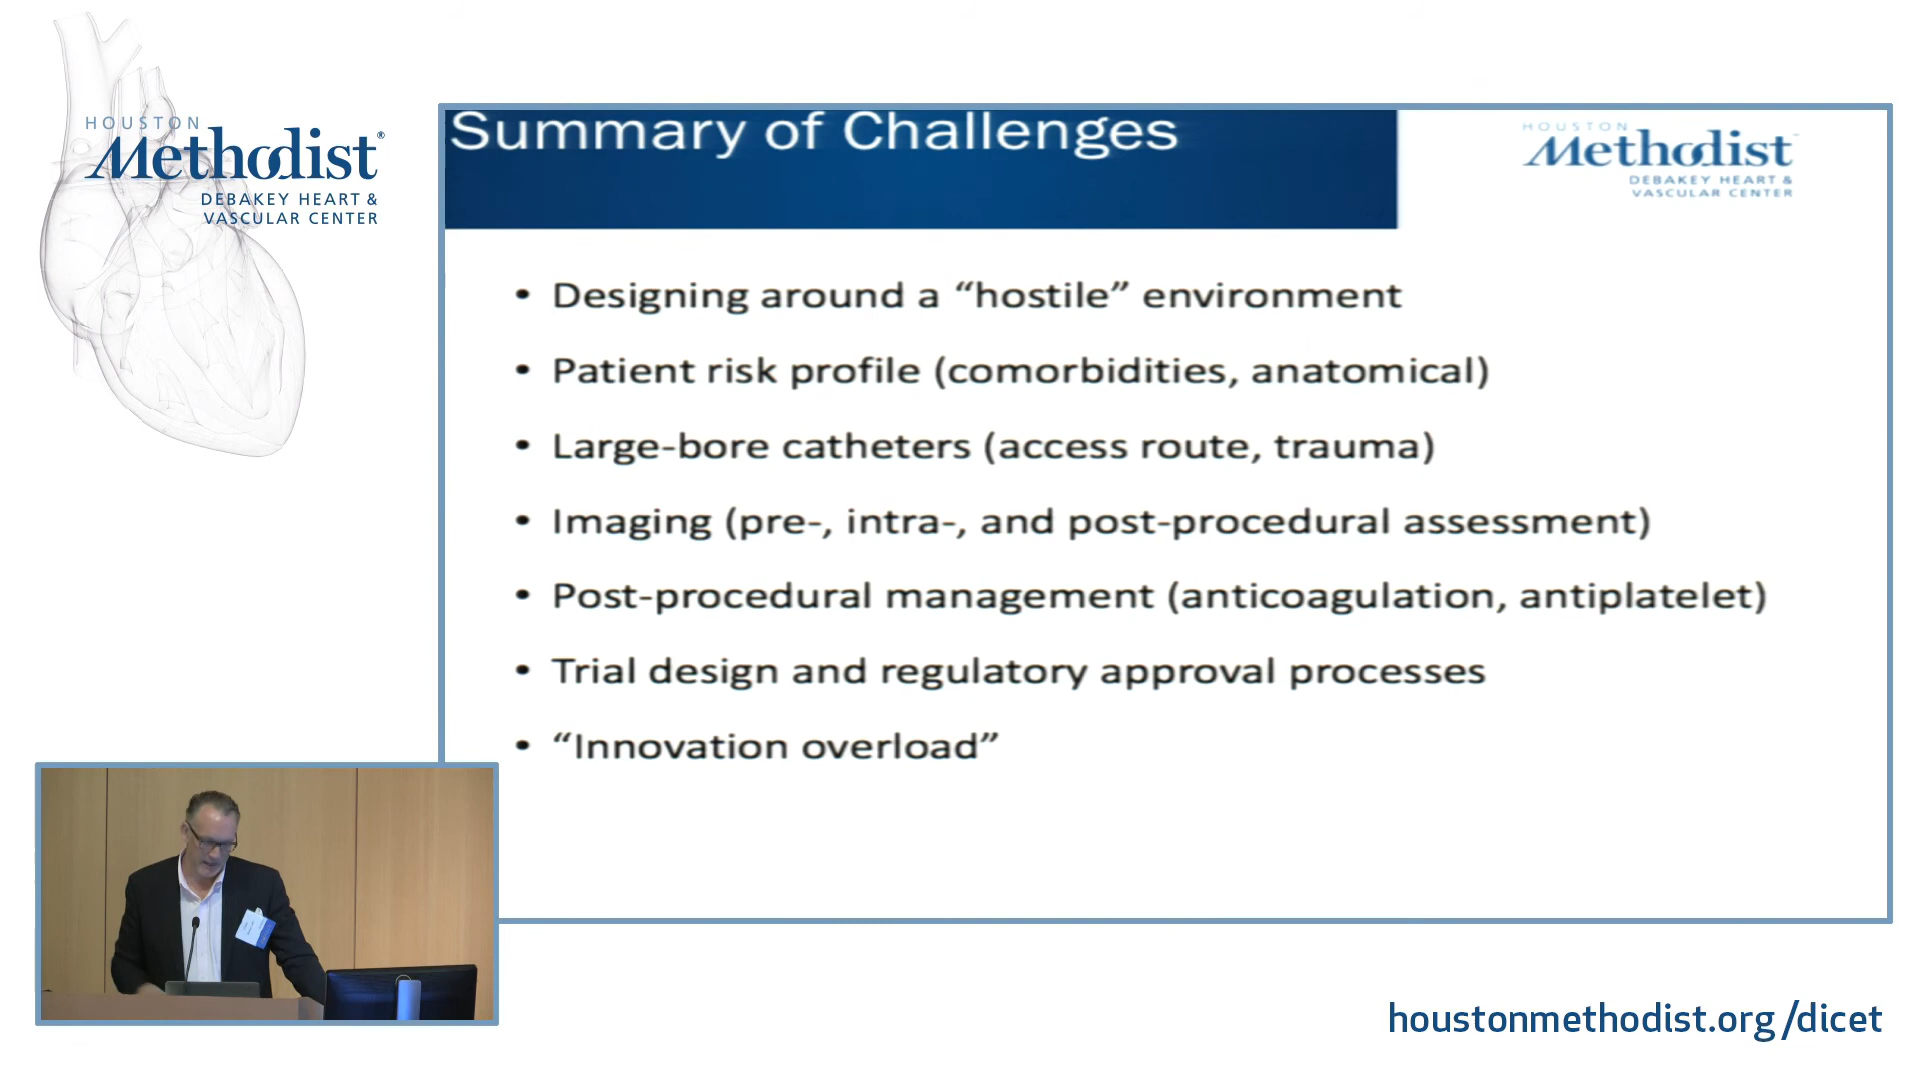 HOUSTON
Methodist®
DEBAKEY HEART &
VASCULAR CENTER
Summary of Challenges
HOUSTON
Methodist
DEBAKEY HEART &
VASCULAR CENTER
• Designing around a “hostile” environment
• Patient risk profile (comorbidities, anatomical)
• Large-bore catheters (access route, trauma)
• Imaging (pre-, intra-, and post-procedural assessment)
• Post-procedural management (anticoagulation, antiplatelet)
• Trial design and regulatory approval processes
• “Innovation overload”
houstonmethodist.org/dicet